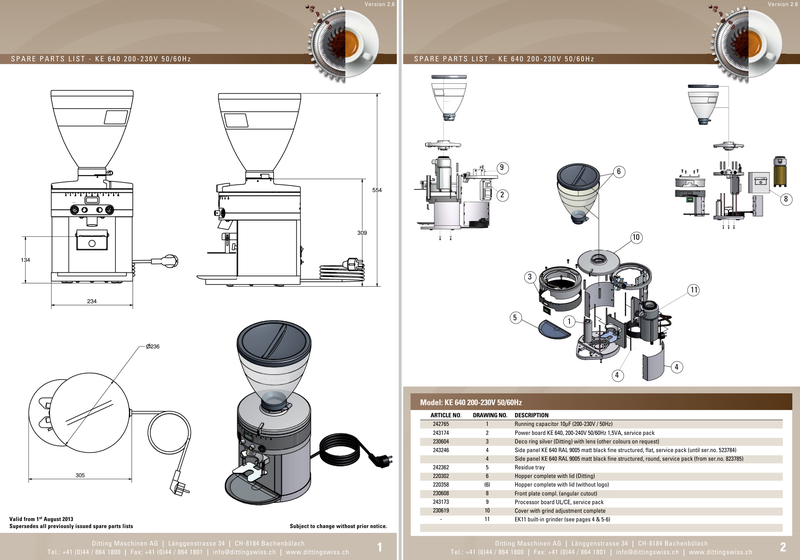 Version 2.6
SPARE PARTS LIST - KE 640 200-230V 50/60Hz
554
309
134
234
Ø236
305
Valid from 1st August 2013
Supersedes all previously issued spare parts lists
Subject to change without prior notice.
Ditting Maschinen AG | Länggenstrasse 34 | CH-8184 Bachenbülach
Tel.: +41 (0)44 / 864 1800 | Fax: +41 (0)44 / 864 1801 | info@dittingswiss.ch | www.dittingswiss.ch
1
Version 2.6
SPARE PARTS LIST - KE 640 200-230V 50/60Hz
9
2
6
8
10
3
11
5
1
4
4
Model: KE 640 200-230V 50/60Hz
ARTICLE NO. DRAWING NO. DESCRIPTION
242765 1 Running capacitor 10µF (200-230V / 50Hz)
243174 2 Power board KE 640, 200-240V 50/60Hz 1,5VA, service pack
230604 3 Deco ring silver (Ditting) with lens (other colours on request)
243246 4 Side panel KE 640 RAL 9005 matt black fine structured, flat, service pack (until ser.no. 523784)
4 Side panel KE 640 RAL 9005 matt black fine structured, round, service pack (from ser.no. 823785)
242362 5 Residue tray
220302 6 Hopper complete with lid (Ditting)
220358 (6) Hopper complete with lid (without logo)
230608 8 Front plate compl. (angular cutout)
243173 9 Processor board UL/CE, service pack
230619 10 Cover with grind adjustment complete
- 11 EK11 built-in grinder (see pages 4 & 5-6)
Ditting Maschinen AG | Länggenstrasse 34 | CH-8184 Bachenbülach
Tel.: +41 (0)44 / 864 1800 | Fax: +41 (0)44 / 864 1801 | info@dittingswiss.ch | www.dittingswiss.ch
2